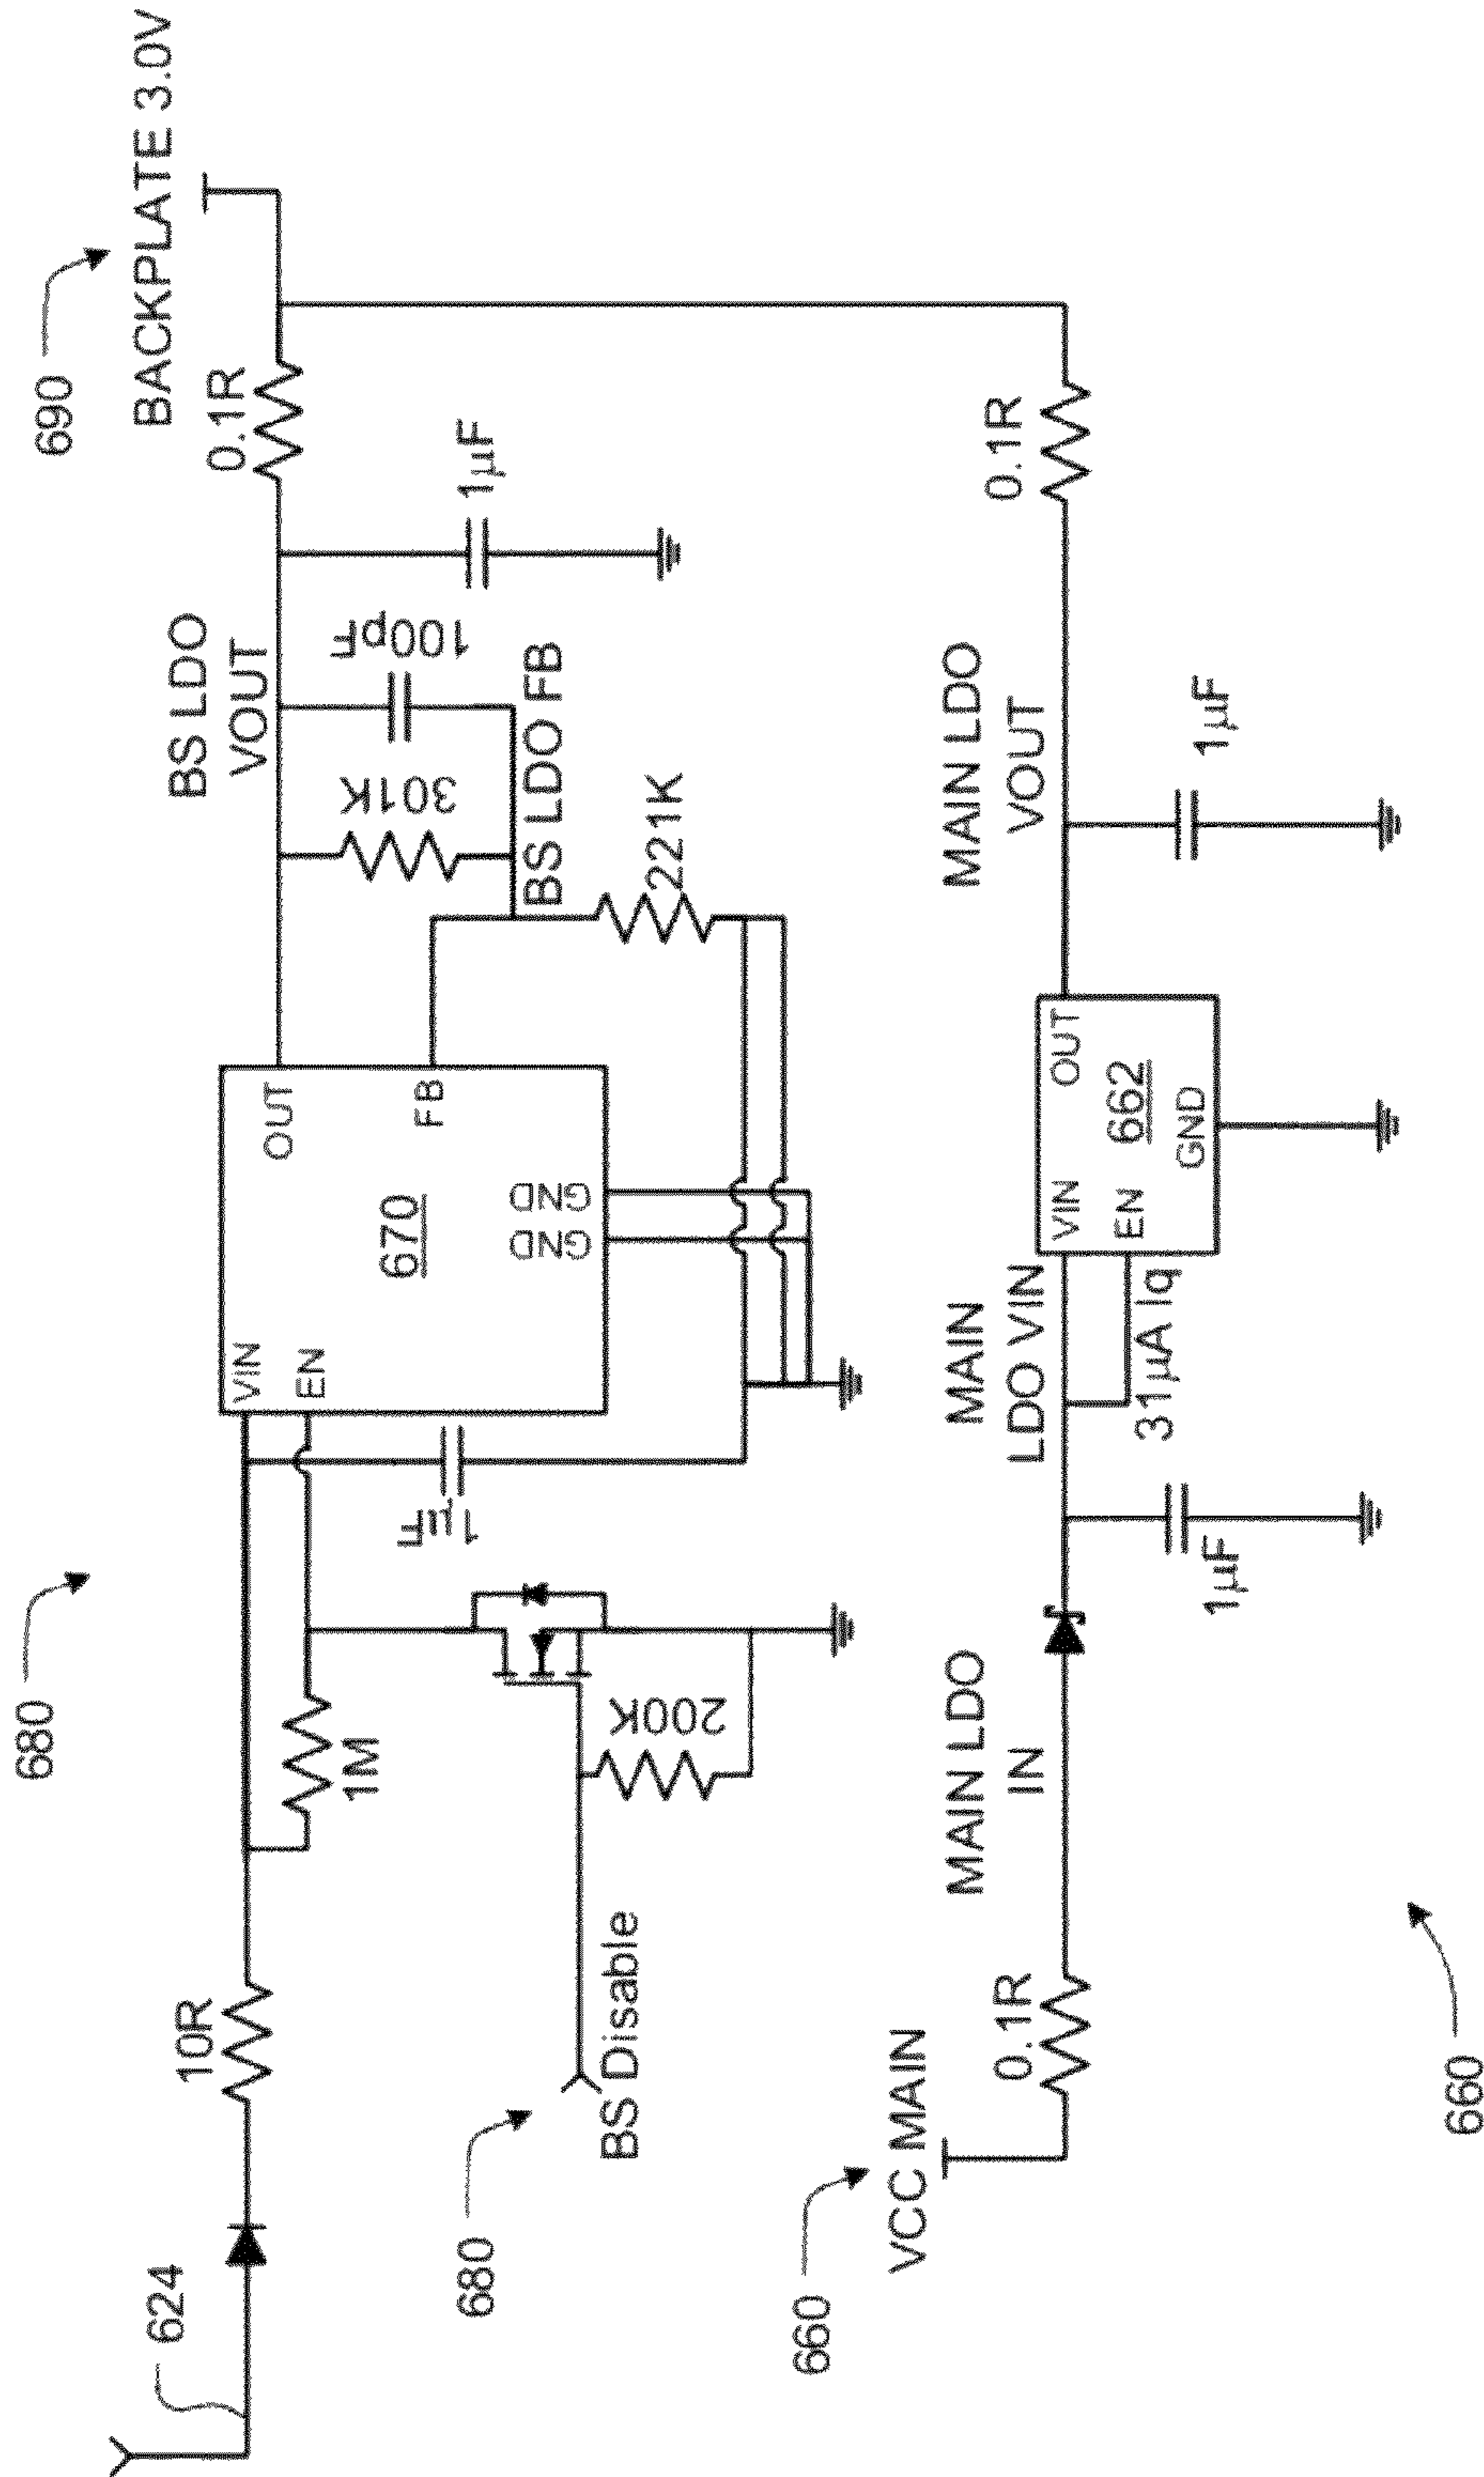 680
690
BACKPLATE 3.0V
624
10R
1M
VIN
EN
670
OUT
FB
GND
GND
BS LDO
VOUT
0.1R
301K
100pF
1µF
1µF
BS LDO FB
221K
200K
680
BS Disable
660
VCC MAIN
0.1R
MAIN LDO
IN
MAIN
LDO VIN
1µF
31µA Iq
VIN
EN
662
OUT
GND
MAIN LDO
VOUT
0.1R
1µF
660